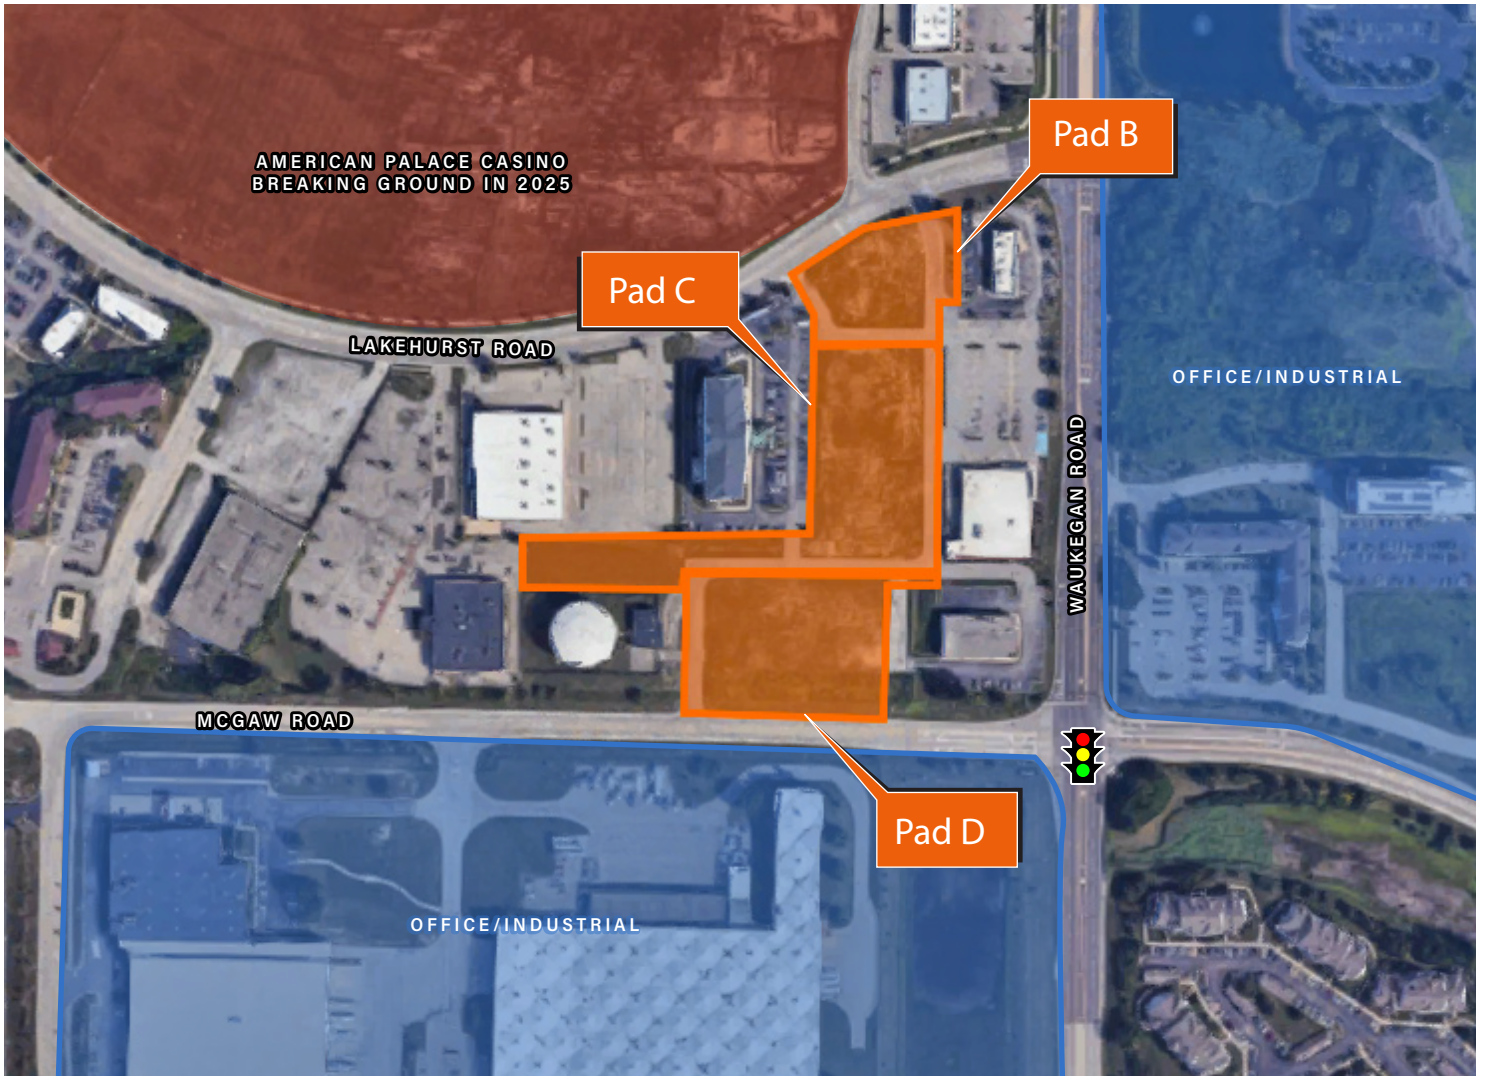 Pad B
AMERICAN PALACE CASINO
BREAKING GROUND IN 2025
Pad C
LAKEHURST ROAD
OFFICE/INDUSTRIAL
WAUKEGAN ROAD
MCGAW ROAD
Pad D
OFFICE/INDUSTRIAL